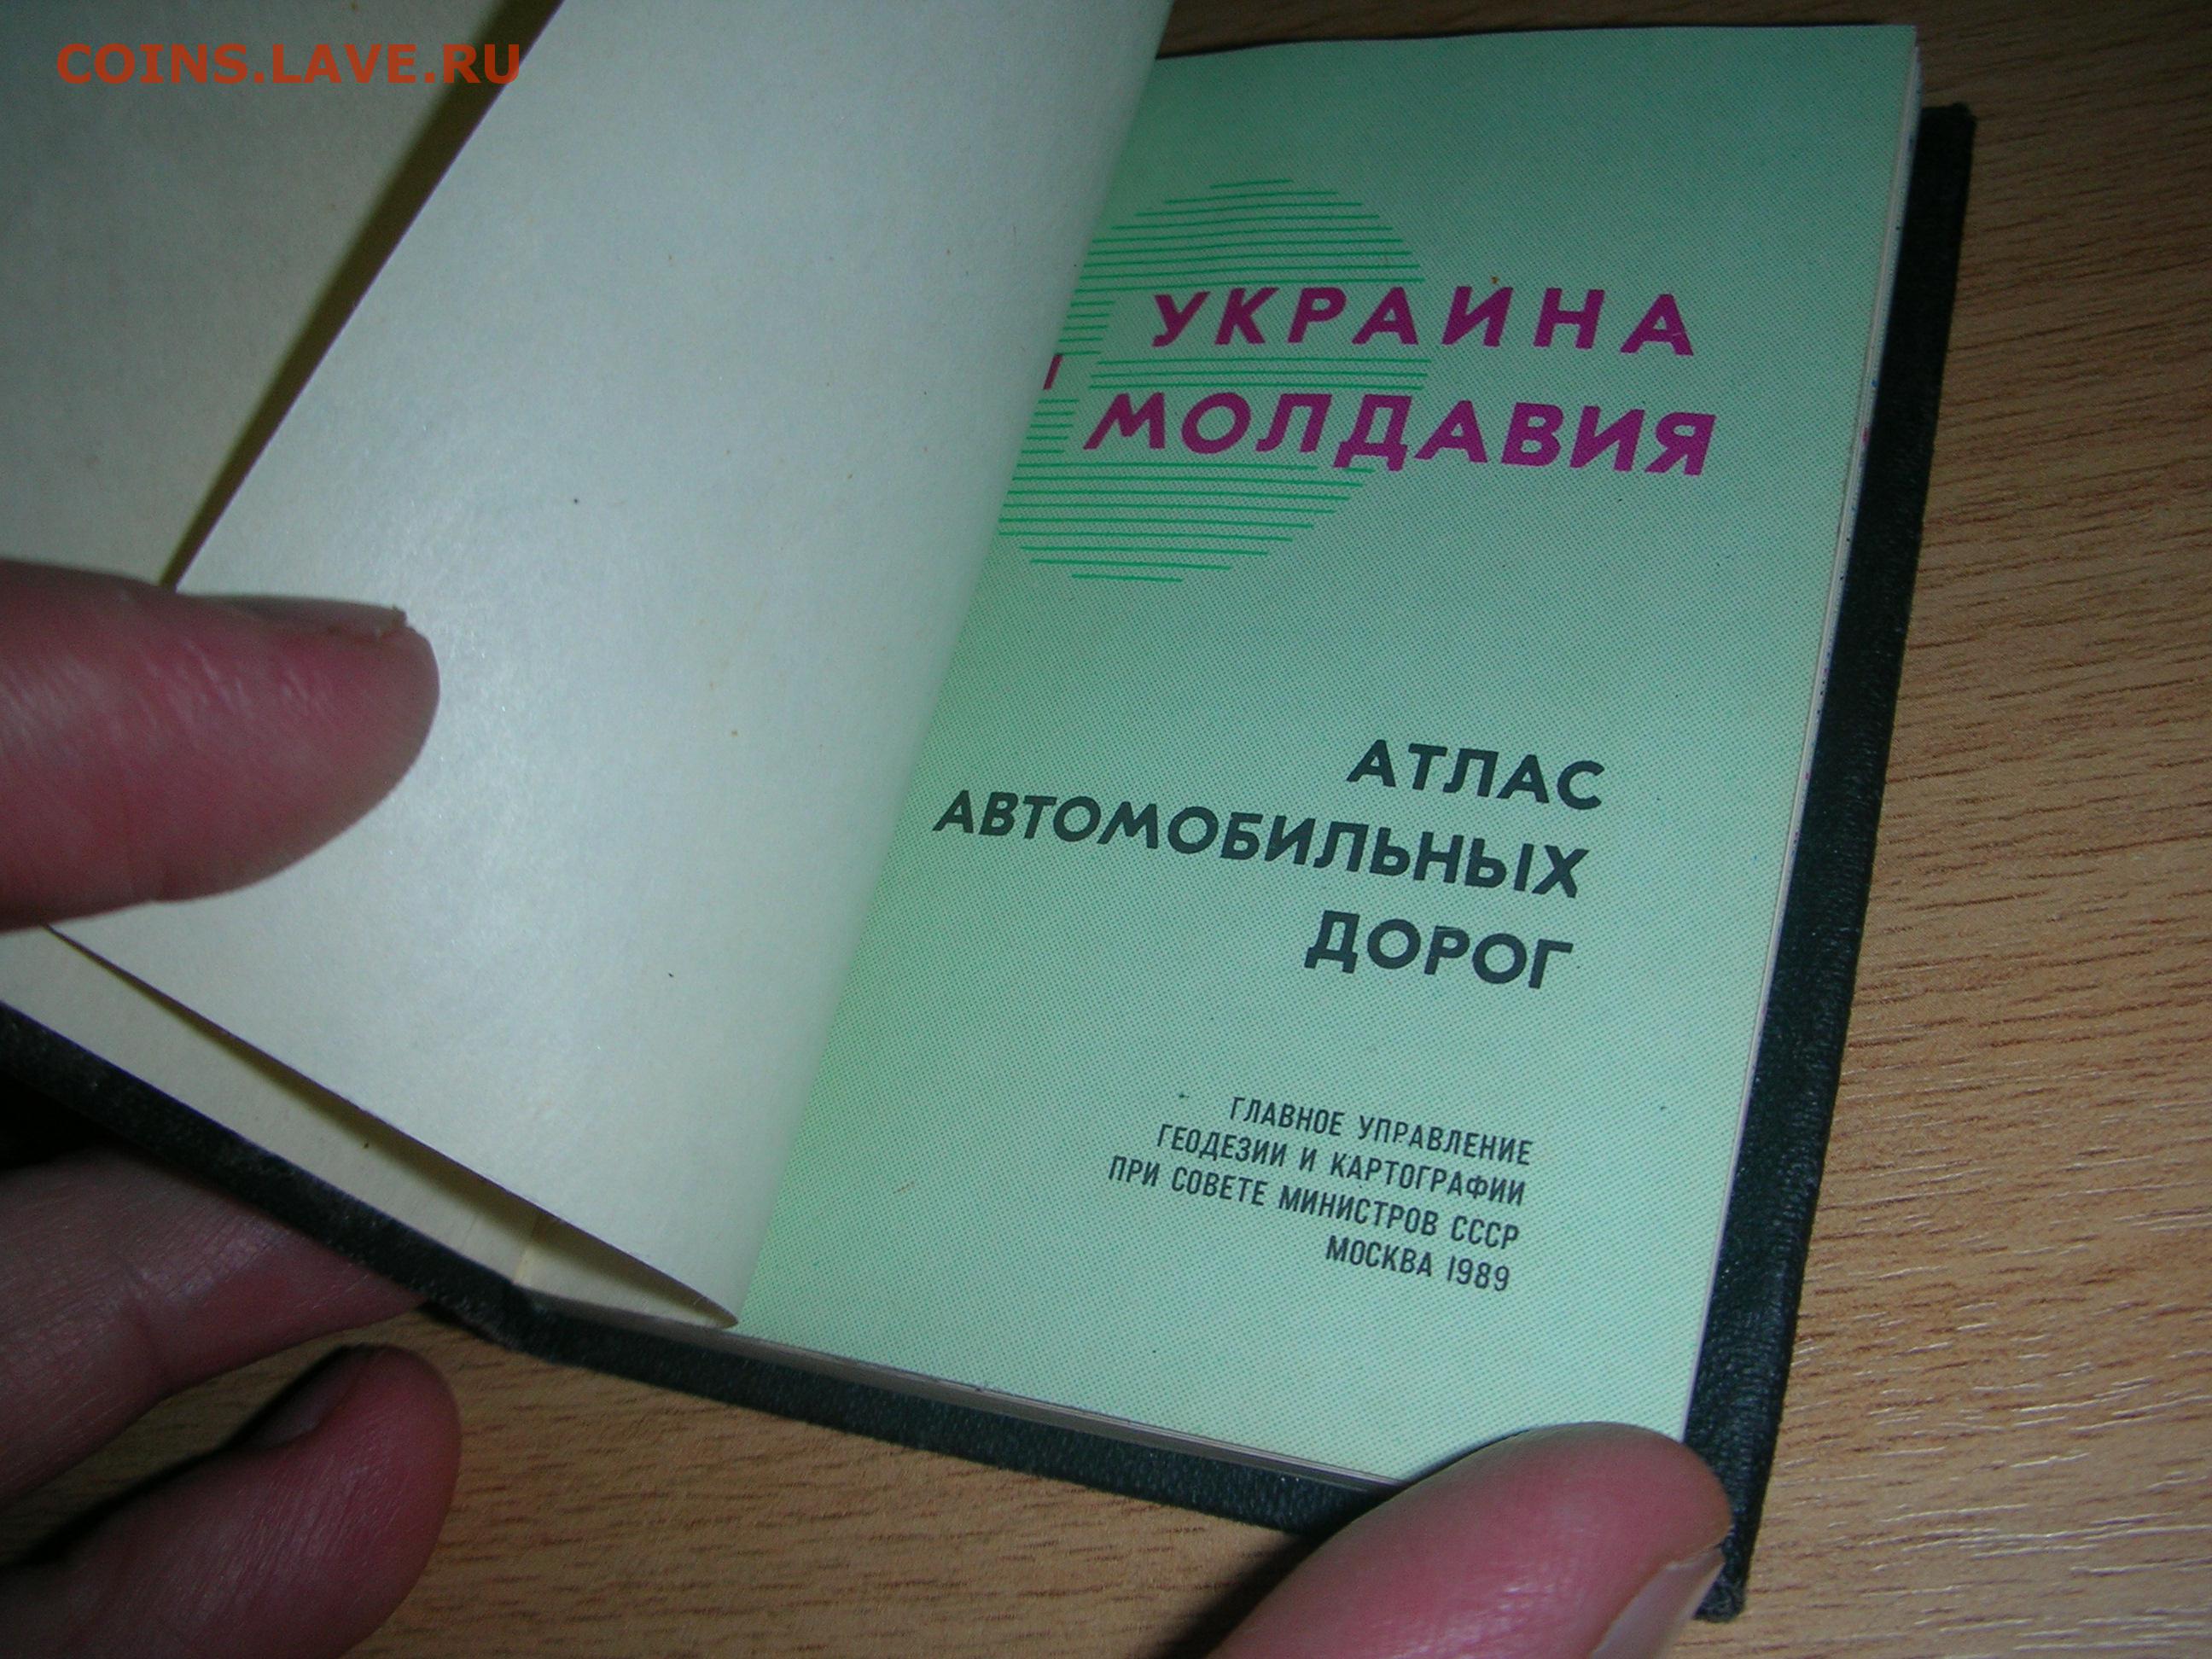 COINS.LAVE.RU
УКРАИНА
МОЛДАВИЯ
АТЛАС
АВТОМОБИЛЬНЫХ
ДОРОГ
ГЛАВНОЕ УПРАВЛЕНИЕ
ГЕОДЕЗИИ И КАРТОГРАФИИ
ПРИ СОВЕТЕ МИНИСТРОВ СССР
МОСКВА 1989